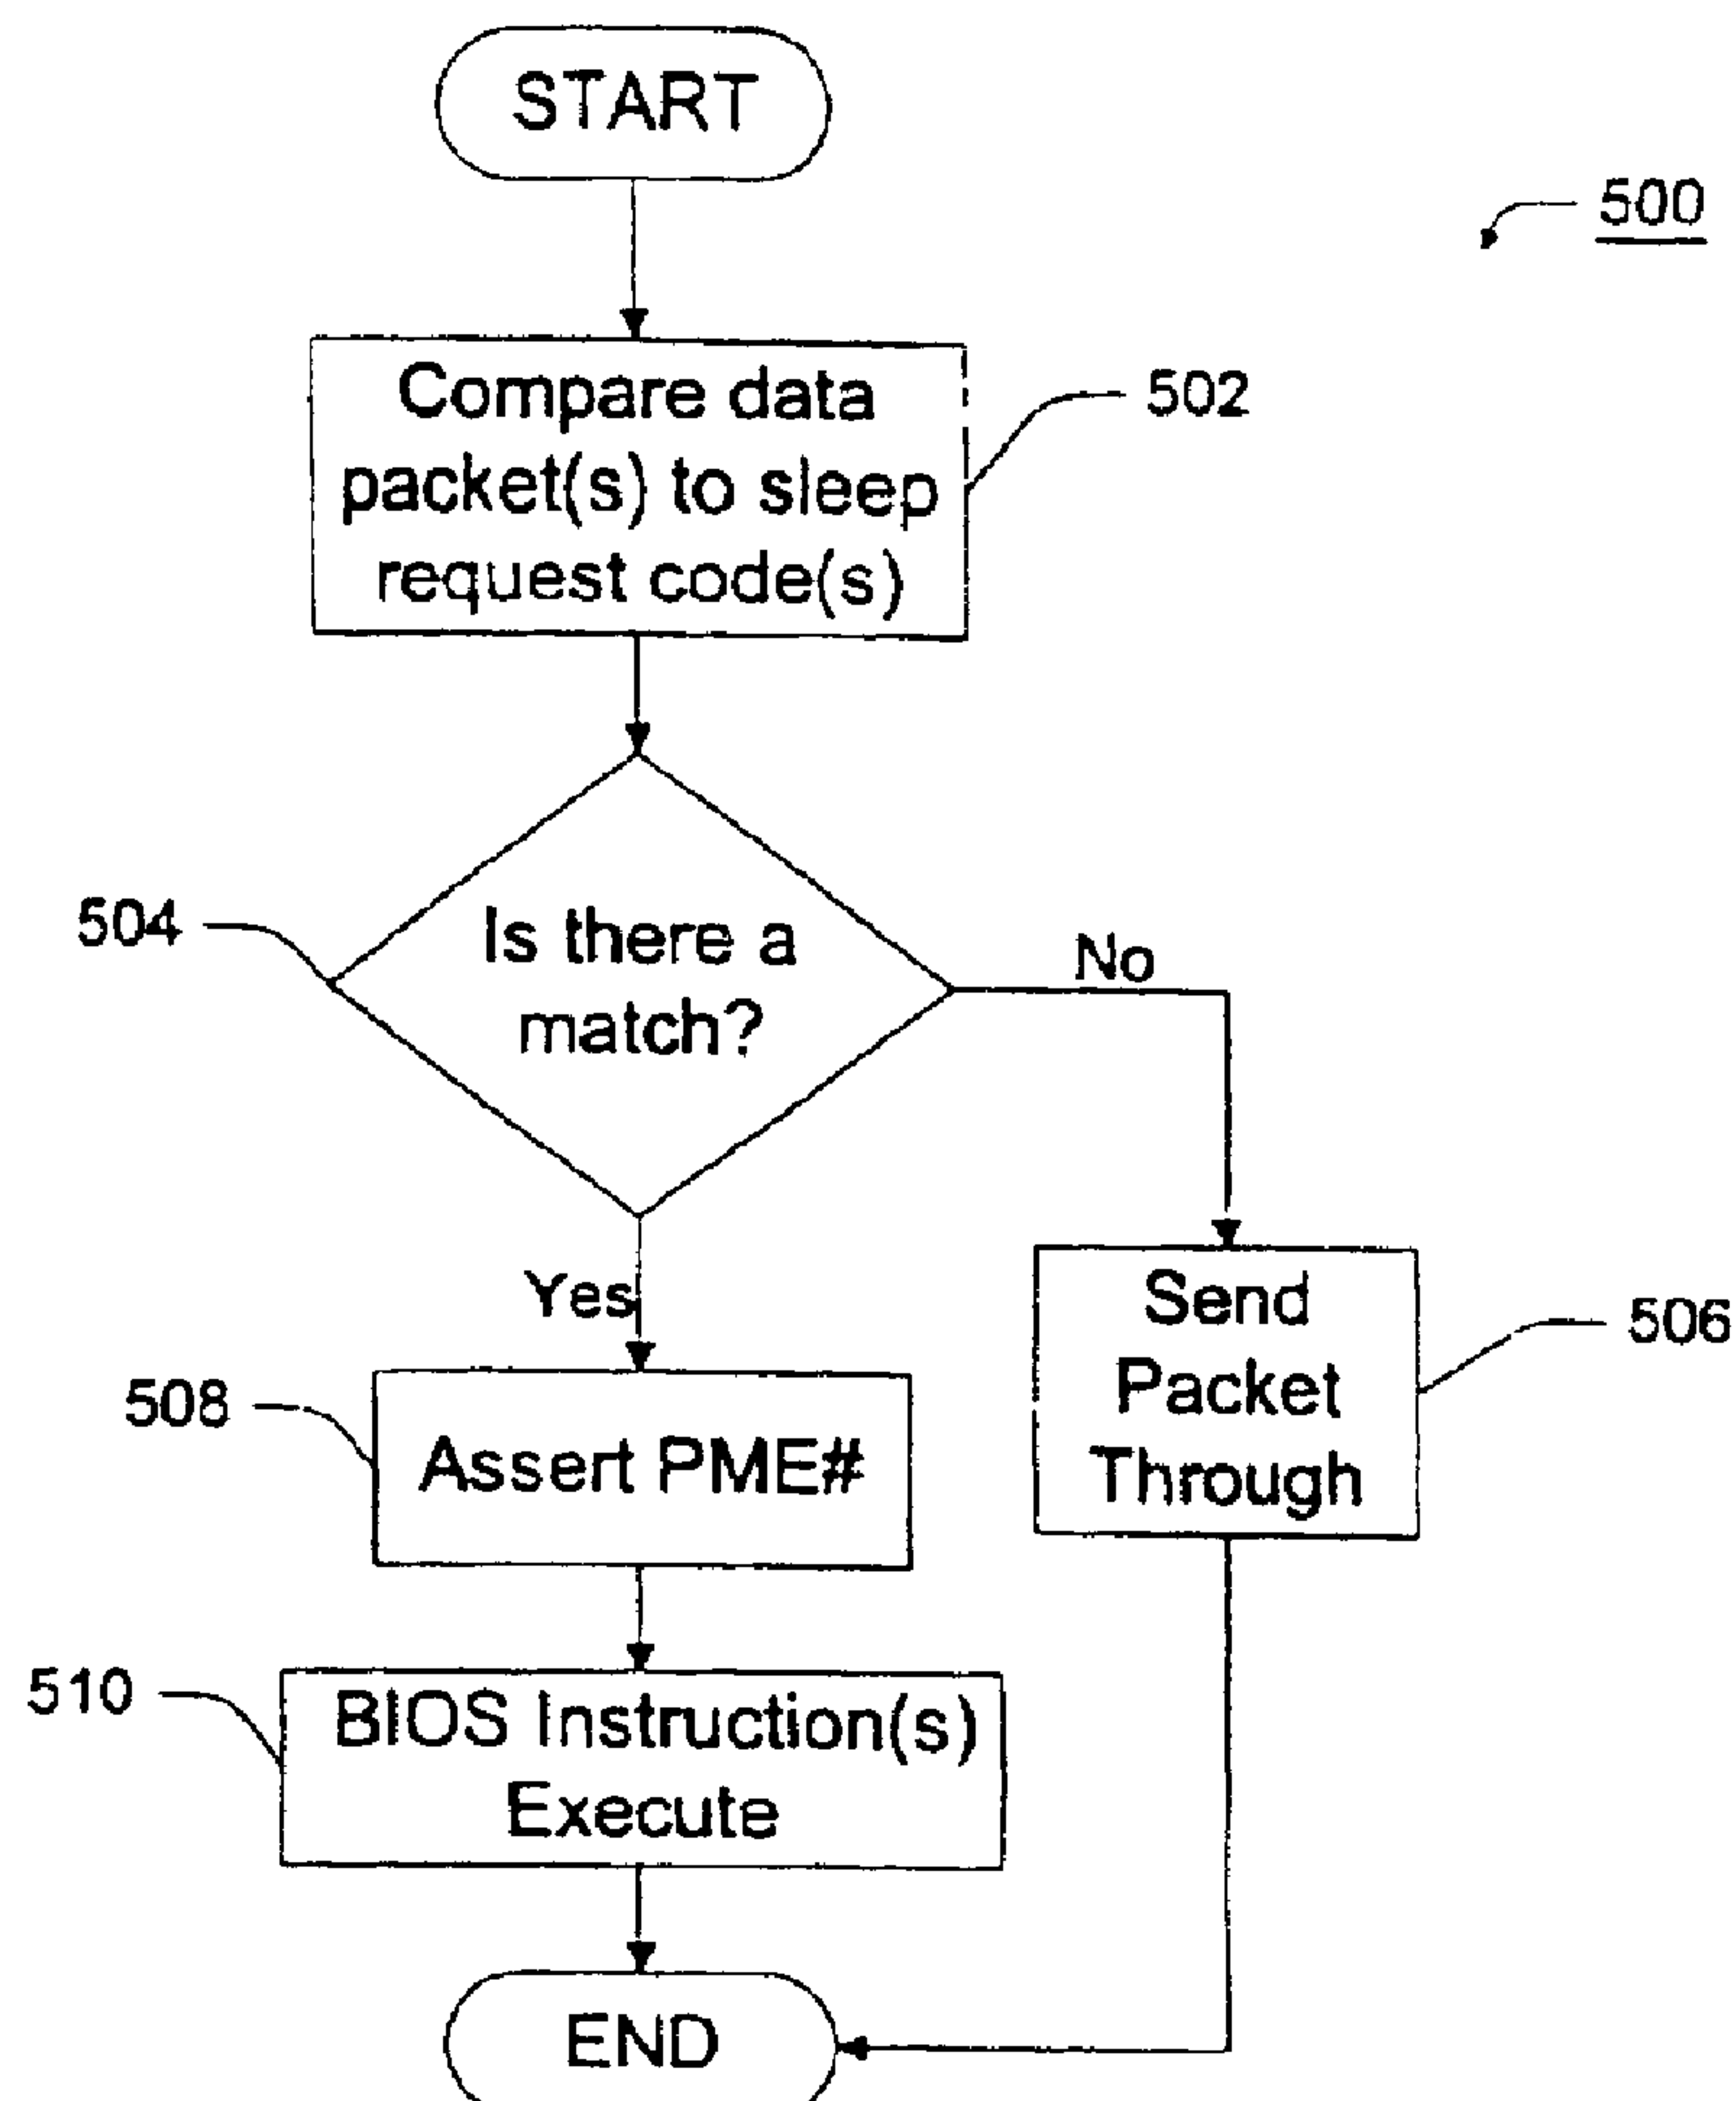 START
500
Compare data
packet(s) to sleep
request code(s)
502
504
Is there a
match?
No
Yes
Send
Packet
Through
506
508
Assert PME#
510
BIOS Instruction(s)
Execute
END